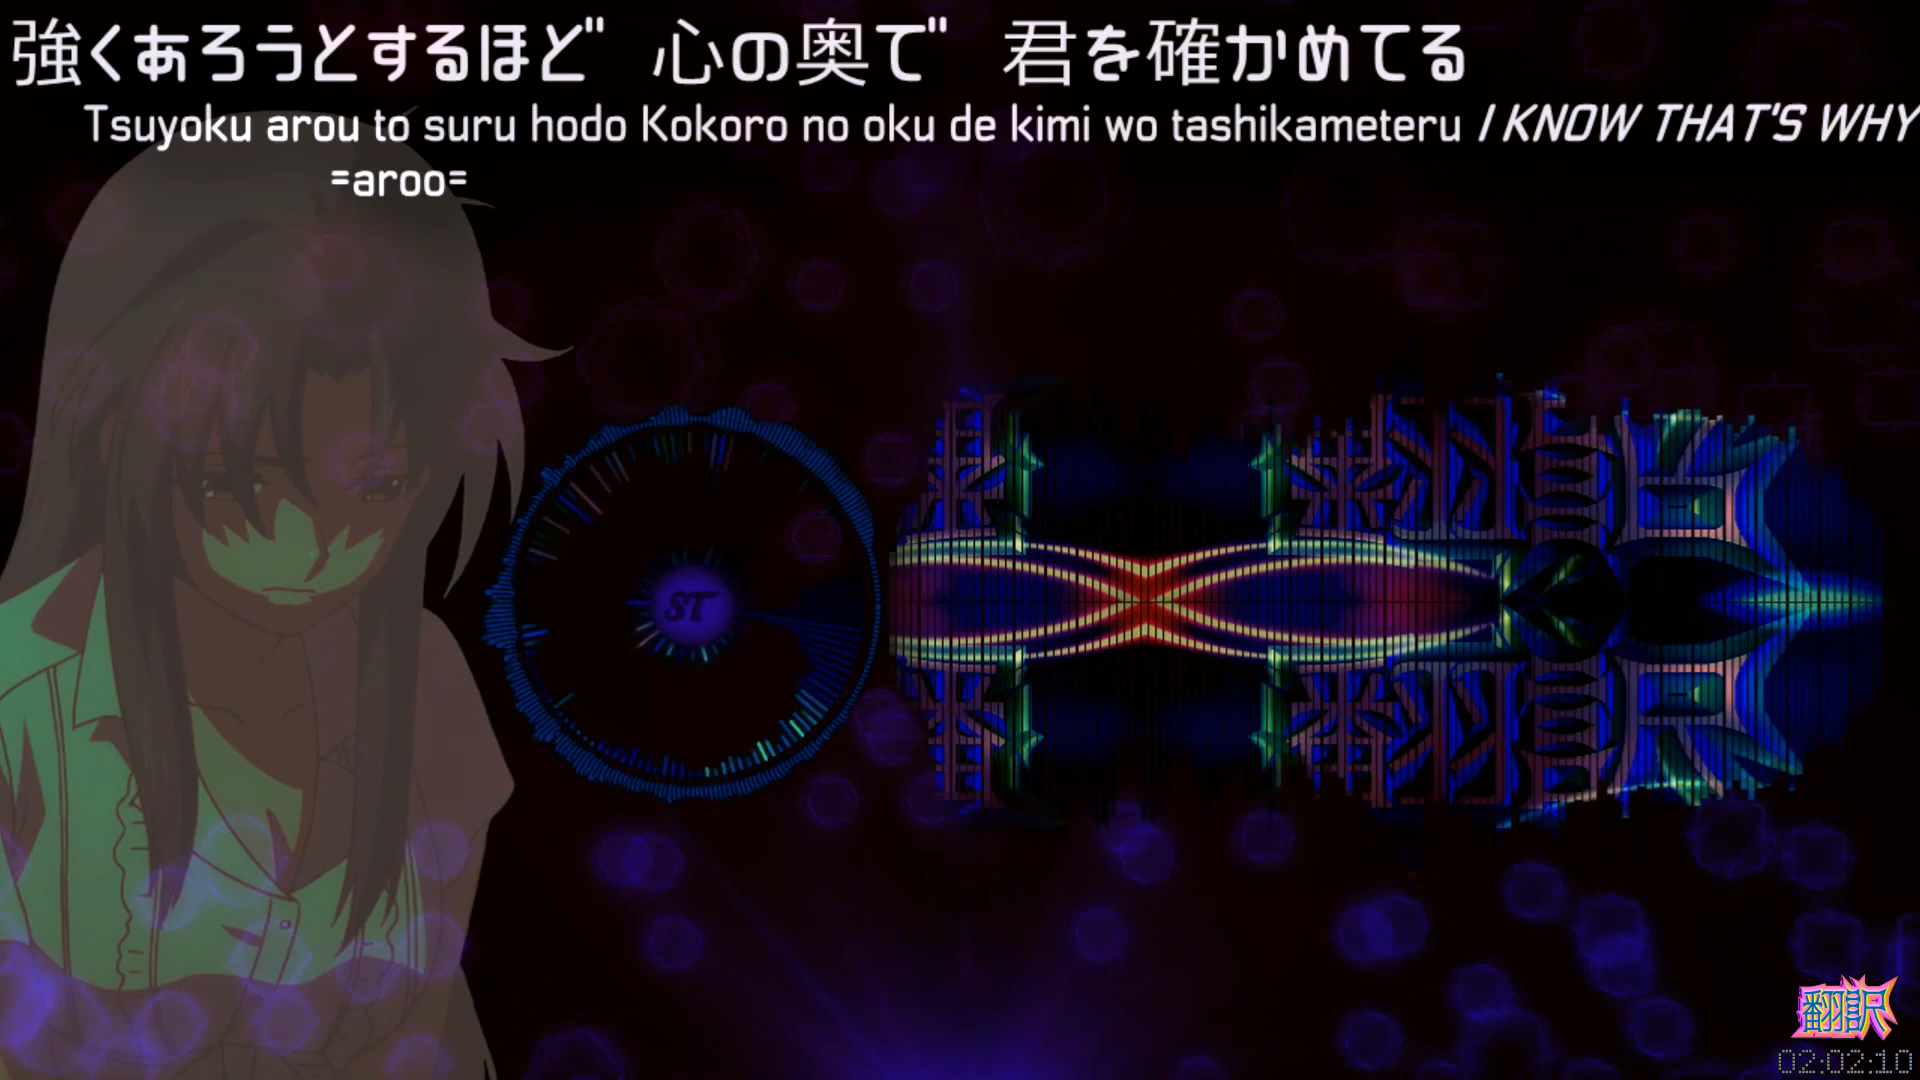 強くあろうとするほど 心の奥で 君を確かめてる
Tsuyoku arou to suru hodo Kokoro no oku de kimi wo tashikameteru I KNOW THAT'S WHY
=aroo=
ST
翻訳
02:02:10